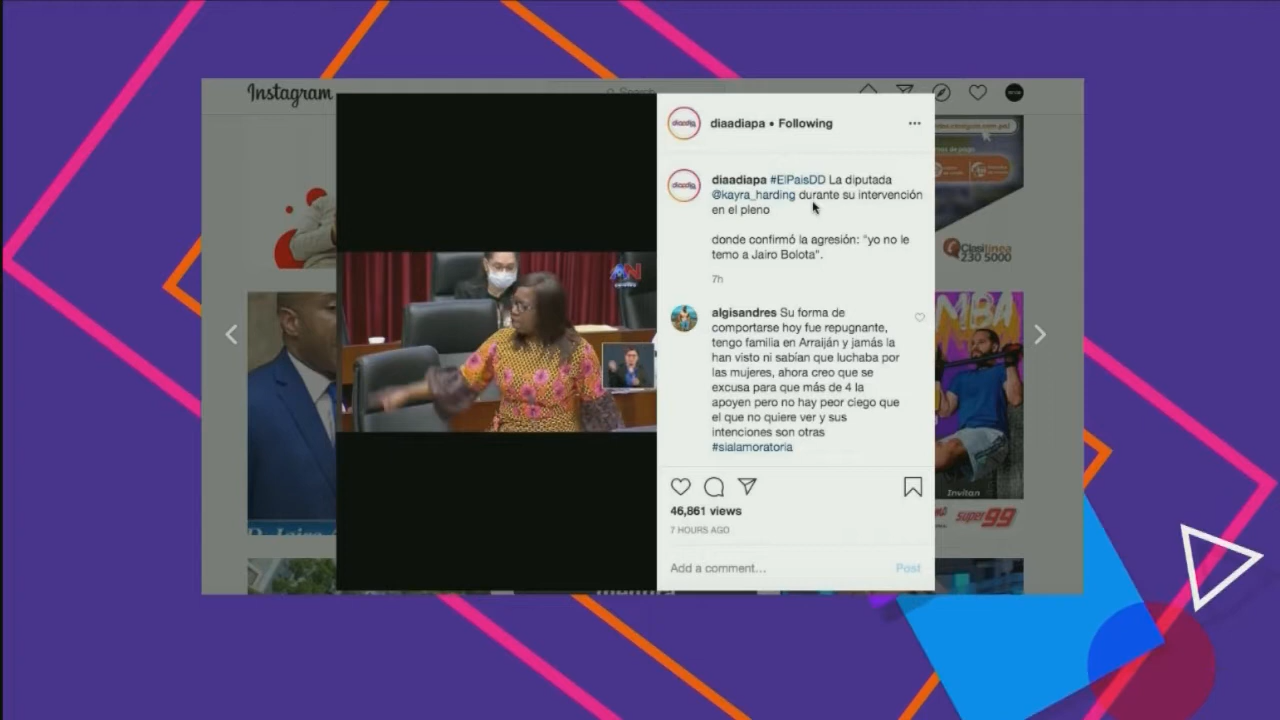 Instagram
Search
diaadiapa • Following
diaadiapa #ElPaisDD La diputada
@kayra_harding durante su intervención
en el pleno
donde confirmó la agresión: "yo no le
temo a Jairo Bolota".
7h
algisandres Su forma de
comportarse hoy fue repugnante,
tengo familia en Arraiján y jamás la
han visto ni sabían que luchaba por
las mujeres, ahora creo que se
excusa para que más de 4 la
apoyen pero no hay peor ciego que
el que no quiere ver y sus
intenciones son otras
#sialamoratoria
46,861 views
7 HOURS AGO
Add a comment...
Post
AN
Clasilinea
230 5000
MBA
Invitan
super99